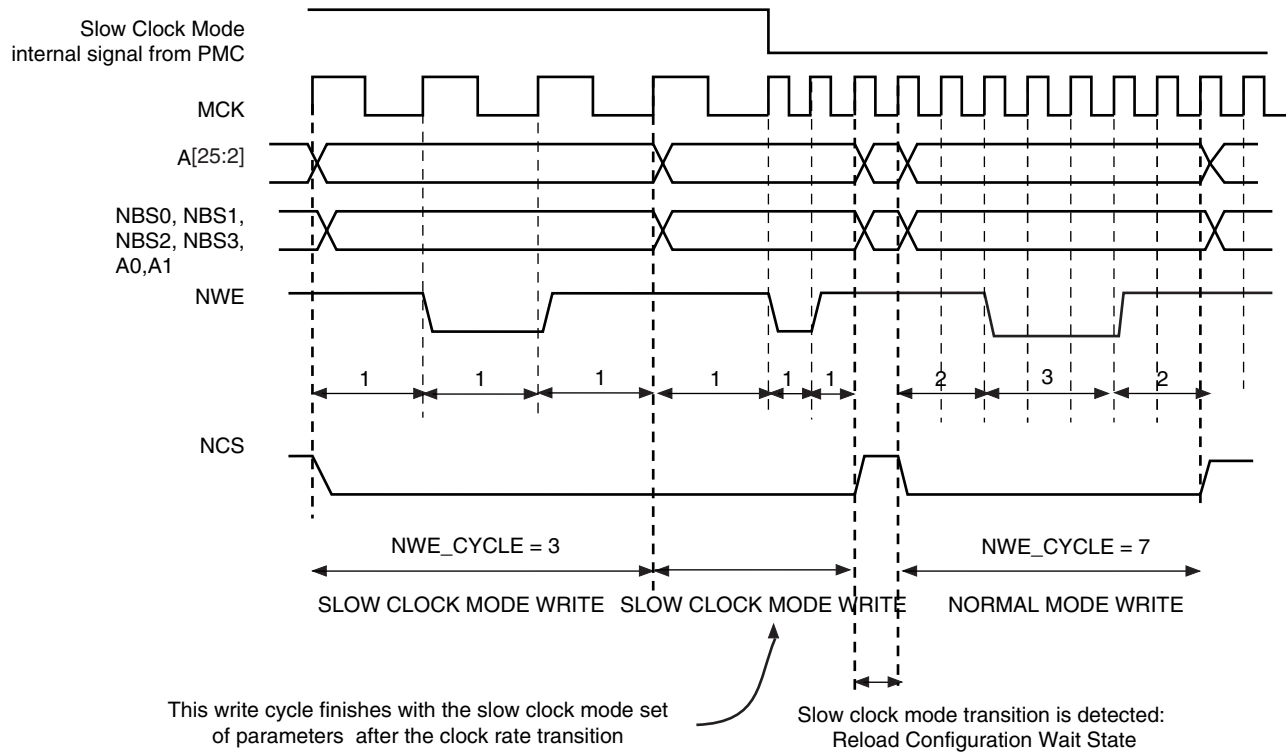 Slow Clock Mode
internal signal from PMC
MCK
A[25:2]
NBS0, NBS1,
NBS2, NBS3,
A0,A1
NWE
1 1 1 1 1 1 2 3 2
NCS
NWE_CYCLE = 3 NWE_CYCLE = 7
SLOW CLOCK MODE WRITE SLOW CLOCK MODE WRITE NORMAL MODE WRITE
This write cycle finishes with the slow clock mode set
of parameters after the clock rate transition
Slow clock mode transition is detected:
Reload Configuration Wait State